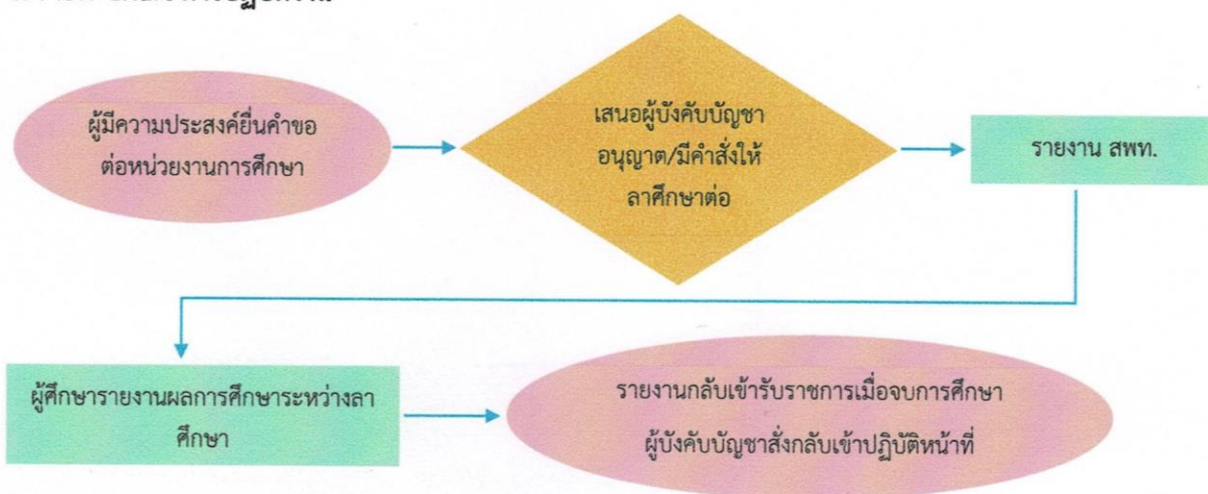 ผู้มีความประสงค์ยื่นคำขอ
ต่อหน่วยงานการศึกษา
เสนอผู้บังคับบัญชา
อนุญาต/มีคำสั่งให้
ลาศึกษาต่อ
รายงาน สพท.
ผู้ศึกษารายงานผลการศึกษาระหว่างลา
ศึกษา
รายงานกลับเข้ารับราชการเมื่อจบการศึกษา
ผู้บังคับบัญชาสั่งกลับเข้าปฏิบัติหน้าที่